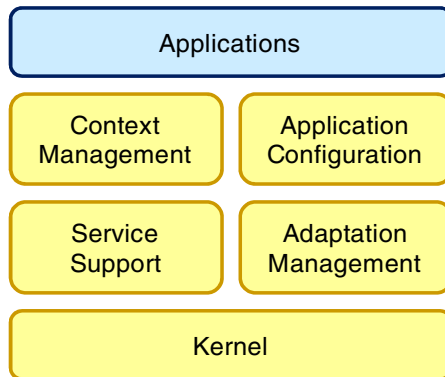 Applications
Context
Management
Application
Configuration
Service
Support
Adaptation
Management
Kernel